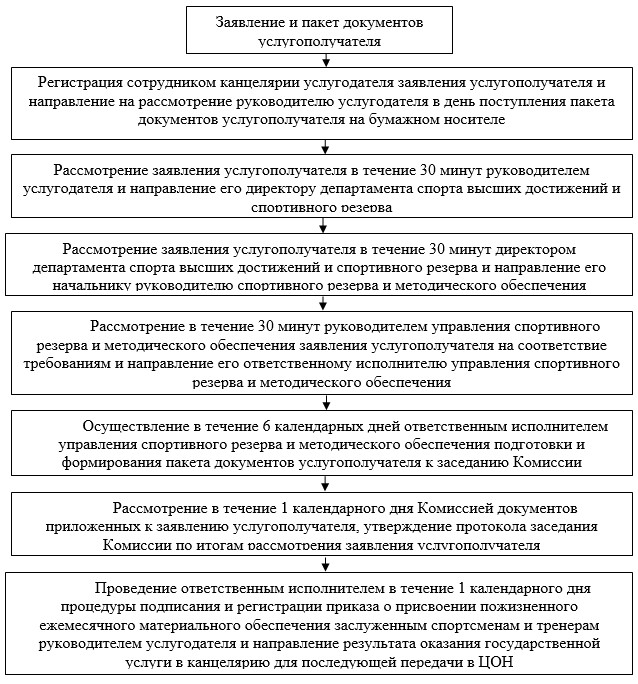 Заявление и пакет документов
услугополучателя
Регистрация сотрудником канцелярии услугодателя заявления услугополучателя и
направление на рассмотрение руководителю услугодателя в день поступления пакета
документов услугополучателя на бумажном носителе
Рассмотрение заявления услугополучателя в течение 30 минут руководителем
услугодателя и направление его директору департамента спорта высших достижений и
спортивного резерва
Рассмотрение заявления услугополучателя в течение 30 минут директором
департамента спорта высших достижений и спортивного резерва и направление его
начальнику руководителю спортивного резерва и методического обеспечения
Рассмотрение в течение 30 минут руководителем управления спортивного
резерва и методического обеспечения заявления услугополучателя на соответствие
требованиям и направление его ответственному исполнителю управления спортивного
резерва и методического обеспечения
Осуществление в течение 6 календарных дней ответственным исполнителем
управления спортивного резерва и методического обеспечения подготовки и
формирования пакета документов услугополучателя к заседанию Комиссии
Рассмотрение в течение 1 календарного дня Комиссией документов
приложенных к заявлению услугополучателя, утверждение протокола заседания
Комиссии по итогам рассмотрения заявления услугополучателя
Проведение ответственным исполнителем в течение 1 календарного дня
процедуры подписания и регистрации приказа о присвоении пожизненного
ежемесячного материального обеспечения заслуженным спортсменам и тренерам
руководителем услугодателя и направление результата оказания государственной
услуги в канцелярию для последующей передачи в ЦОН